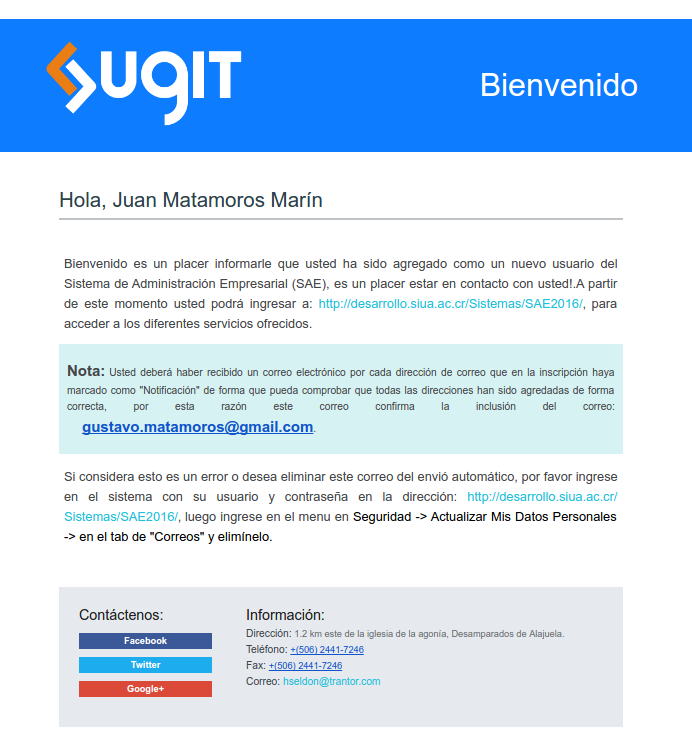 UGIT
Bienvenido
Hola, Juan Matamoros Marín
Bienvenido es un placer informarle que usted ha sido agregado como un nuevo usuario del
Sistema de Administración Empresarial (SAE), es un placer estar en contacto con usted!.A partir
de este momento usted podrá ingresar a: http://desarrollo.siua.ac.cr/Sistemas/SAE2016/, para
acceder a los diferentes servicios ofrecidos.
Nota: Usted deberá haber recibido un correo electrónico por cada dirección de correo que en la inscripción haya
marcado como "Notificación" de forma que pueda comprobar que todas las direcciones han sido agredadas de forma
correcta, por esta razón este correo confirma la inclusión del correo:
gustavo.matamoros@gmail.com.
Si considera esto es un error o desea eliminar este correo del envió automático, por favor ingrese
en el sistema con su usuario y contraseña en la dirección: http://desarrollo.siua.ac.cr/
Sistemas/SAE2016/, luego ingrese en el menu en Seguridad -> Actualizar Mis Datos Personales
-> en el tab de "Correos" y elimínelo.
Contáctenos:
Facebook
Twitter
Google+
Información:
Dirección: 1.2 km este de la iglesia de la agonía, Desamparados de Alajuela.
Teléfono: +(506) 2441-7246
Fax: +(506) 2441-7246
Correo: hseldon@trantor.com